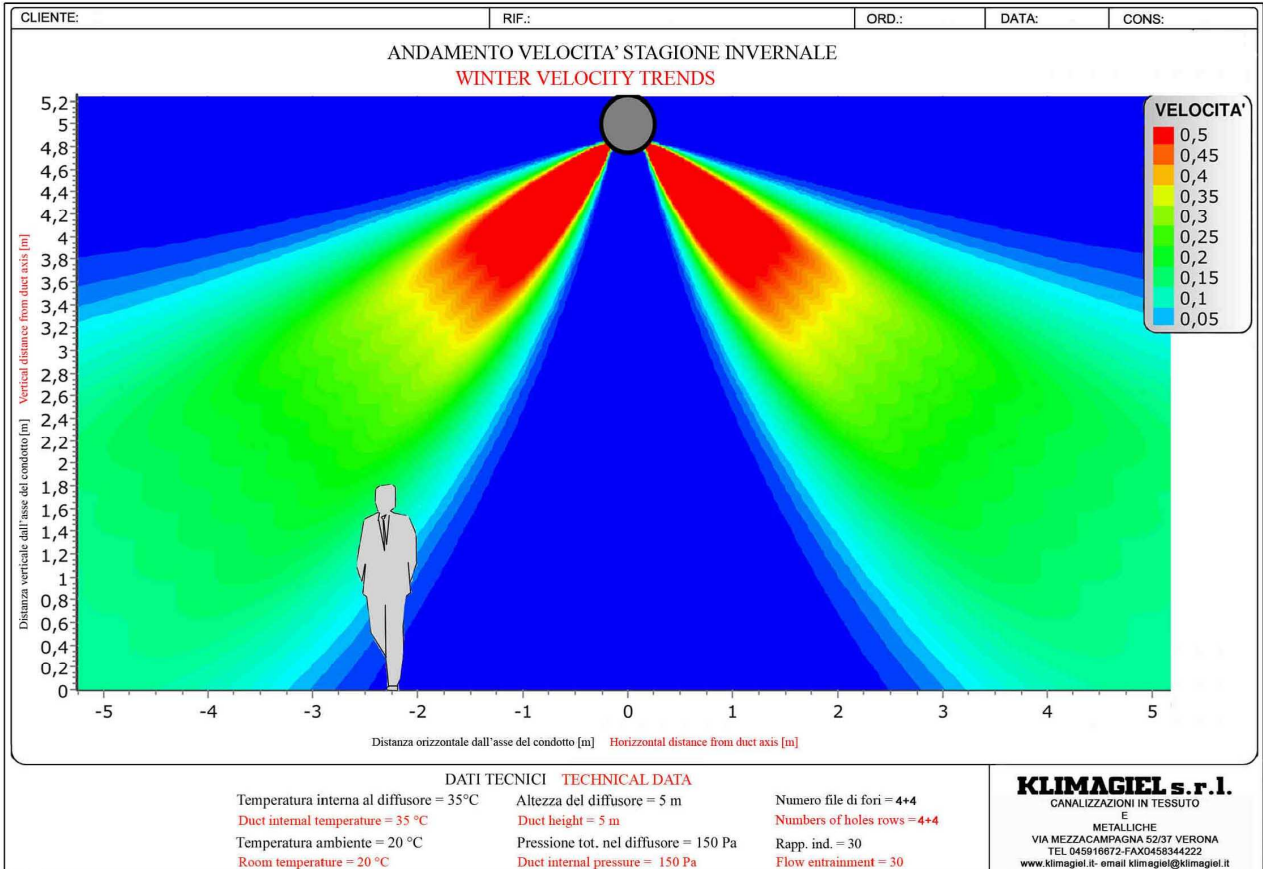 CLIENTE: RIF.: ORD.: DATA: CONS:
ANDAMENTO VELOCITA' STAGIONE INVERNALE
WINTER VELOCITY TRENDS
VELOCITA'
0,5
0,45
0,4
0,35
0,3
0,25
0,2
0,15
0,1
0,05
Distanza verticale dall'asse del condotto [m] Vertical distance from duct axis [m]
5,2
5
4,8
4,6
4,4
4,2
4
3,8
3,6
3,4
3,2
3
2,8
2,6
2,4
2,2
2
1,8
1,6
1,4
1,2
1
0,8
0,6
0,4
0,2
0
-5 -4 -3 -2 -1 0 1 2 3 4 5
Distanza orizzontale dall'asse del condotto [m] Horizzontal distance from duct axis [m]
DATI TECNICI TECHNICAL DATA
Temperatura interna al diffusore = 35°C
Duct internal temperature = 35 °C
Temperatura ambiente = 20 °C
Room temperature = 20 °C
Altezza del diffusore = 5 m
Duct height = 5 m
Pressione tot. nel diffusore = 150 Pa
Duct internal pressure = 150 Pa
Numero file di fori = 4+4
Numbers of holes rows = 4+4
Rapp. ind. = 30
Flow entrainment = 30
KLIMAGIEL s.r.l.
CANALIZZAZIONI IN TESSUTO
E
METALLICHE
VIA MEZZACAMPAGNA 52/37 VERONA
TEL 045916672-FAX0458344222
www.klimagiel.it- email klimagiel@klimagiel.it